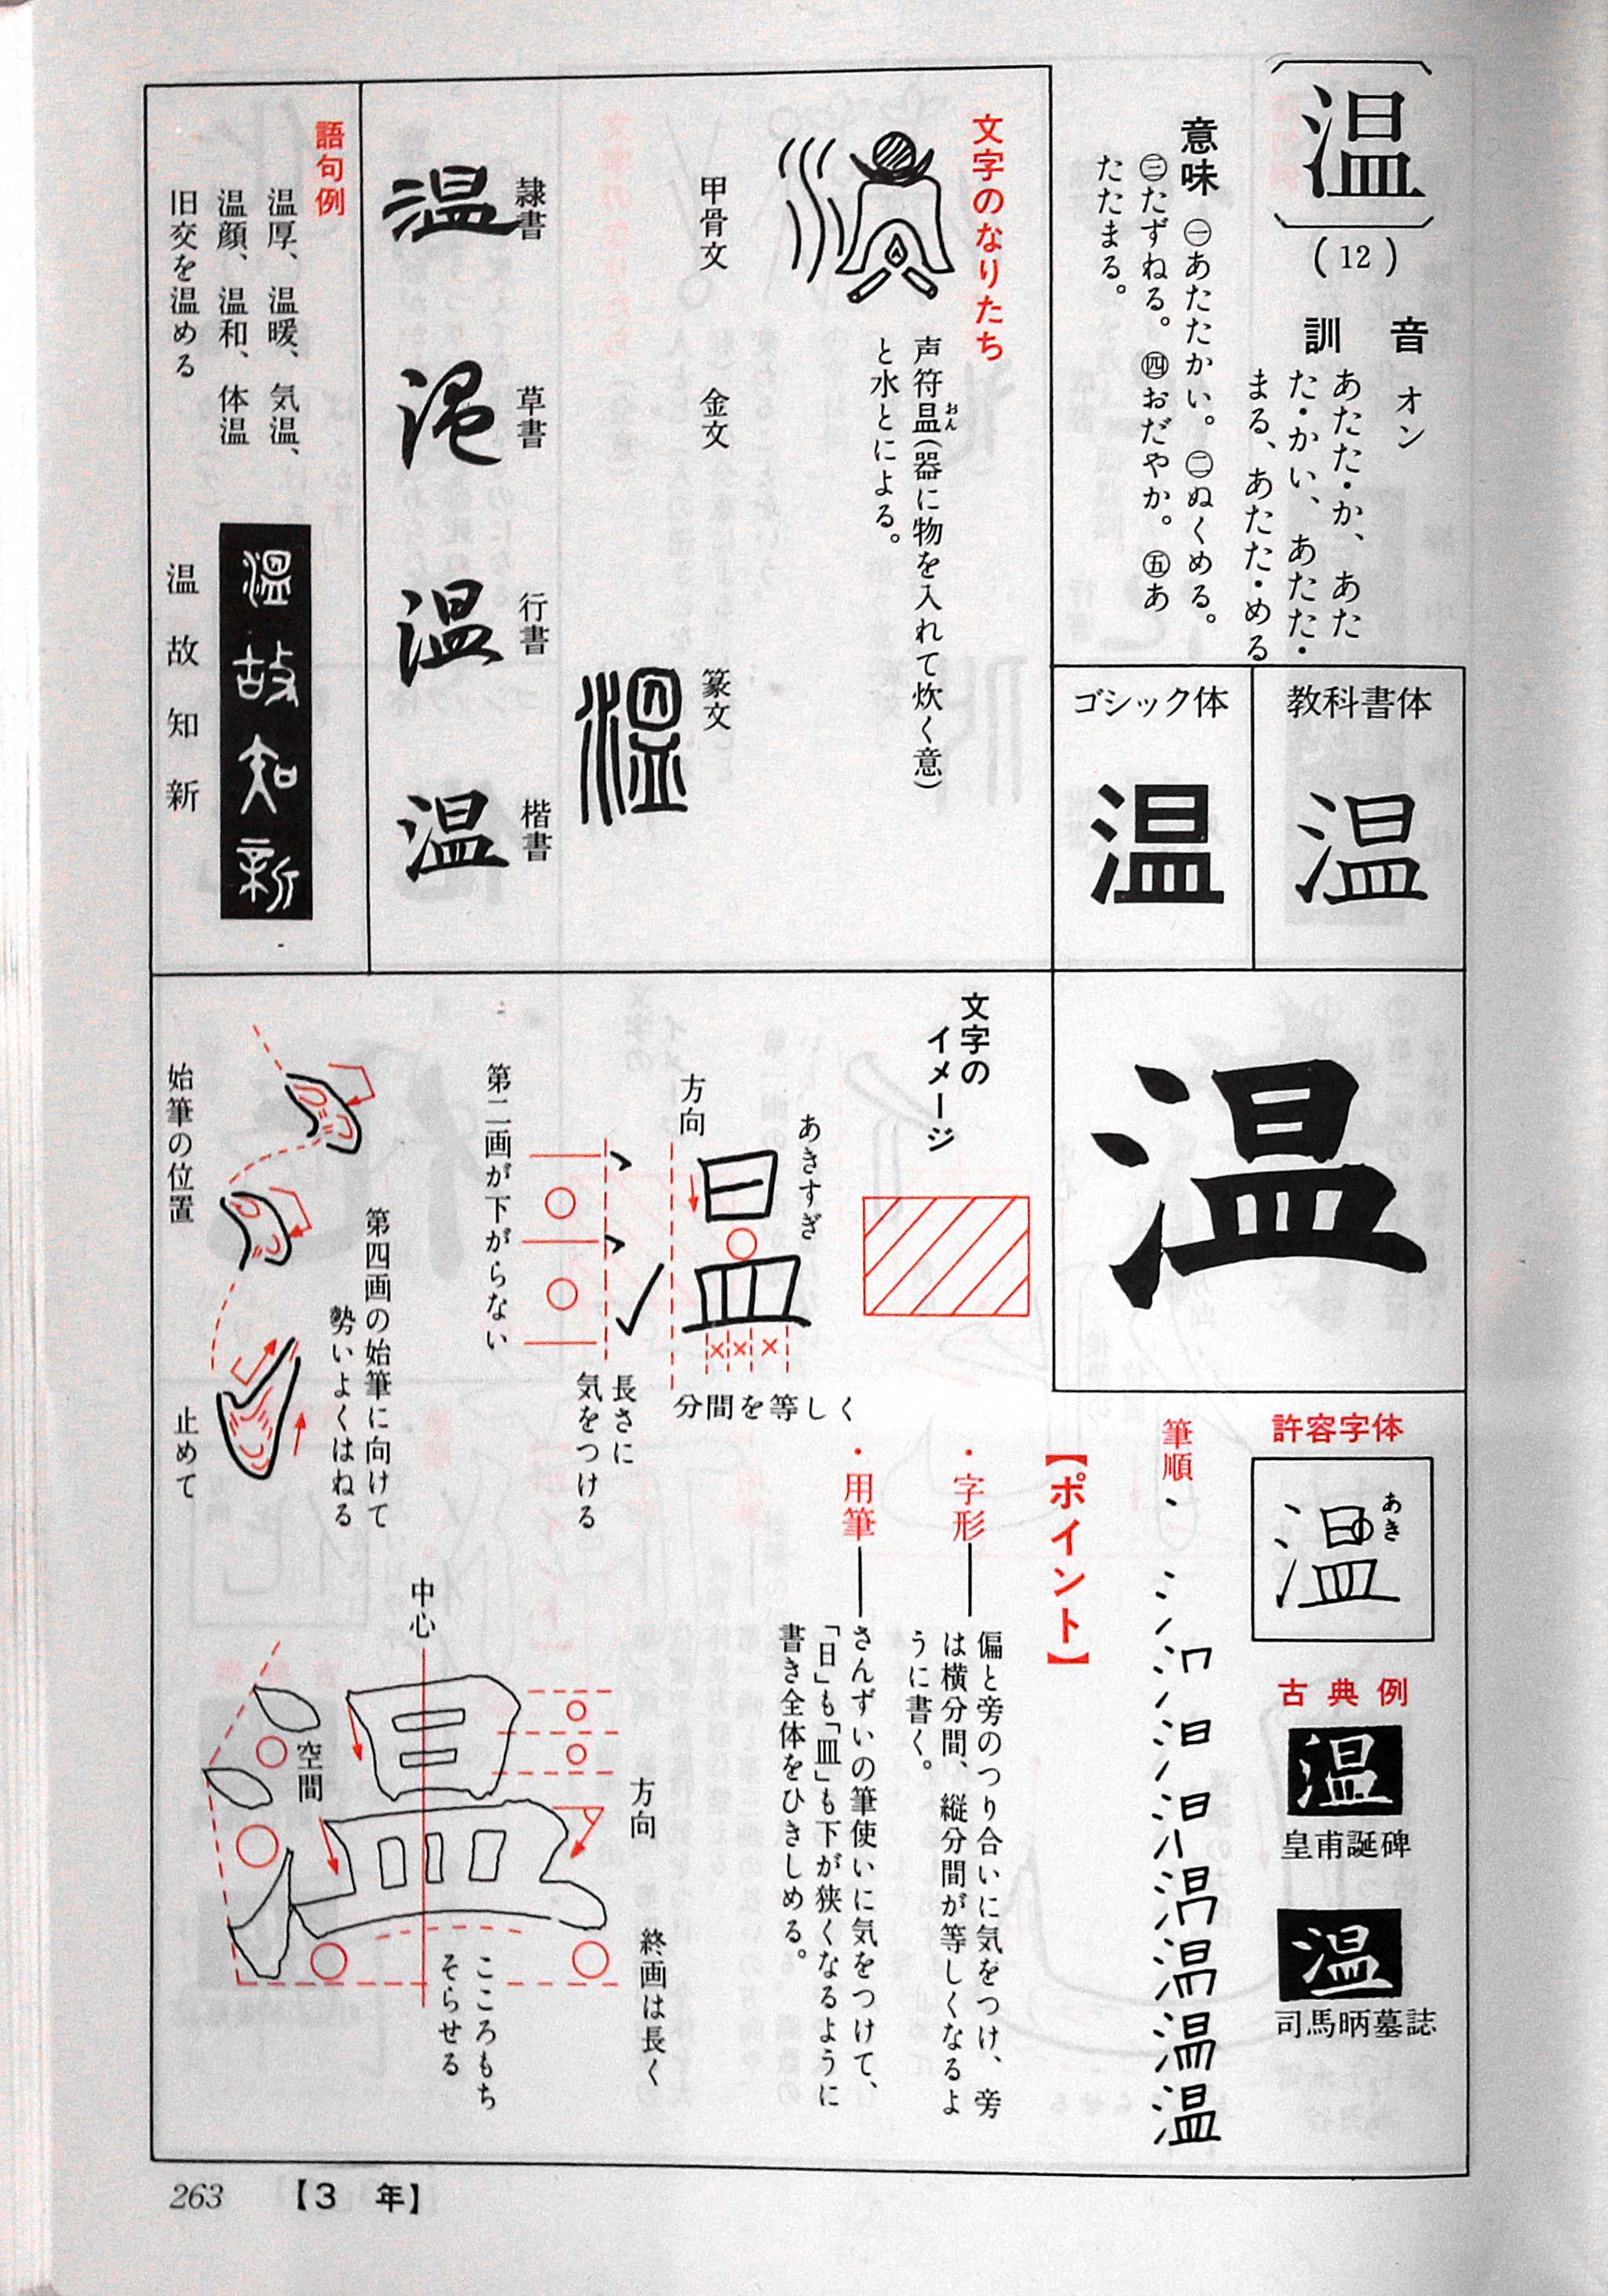 温
(12)
音 オン
訓 あたた・か、あた
た・かい、あたた・
まる、あたた・める
意味 ㊀あたたかい。㊁ぬくめる。
㊂たずねる。㊃おだやか。㊄あ
たたまる。
教科書体
温
ゴシック体
温
文字のなりたち
声符昷(器に物を入れて炊く意)
おん
と水とによる。
甲骨文
金文
篆文
隷書
温
草書
温
行書
温
楷書
温
語句例
温厚、温暖、気温、
温顔、温和、体温
旧交を温める
温故知新
温故知新
温
許容字体
あき
温
古典例
温
皇甫誕碑
温
司馬昞墓誌
筆順
【ポイント】
・字形――偏と旁のつり合いに気をつけ、旁
は横分間、縦分間が等しくなるよ
うに書く。
・用筆――さんずいの筆使いに気をつけて、
「日」も「皿」も下が狭くなるように
書き全体をひきしめる。
文字の
イメージ
あきすぎ
方向
分間を等しく
長さに
気をつける
第二画が下がらない
第四画の始筆に向けて
勢いよくはねる
始筆の位置
止めて
中心
空間
方向
終画は長く
こころもち
そらせる
263 【3 年】